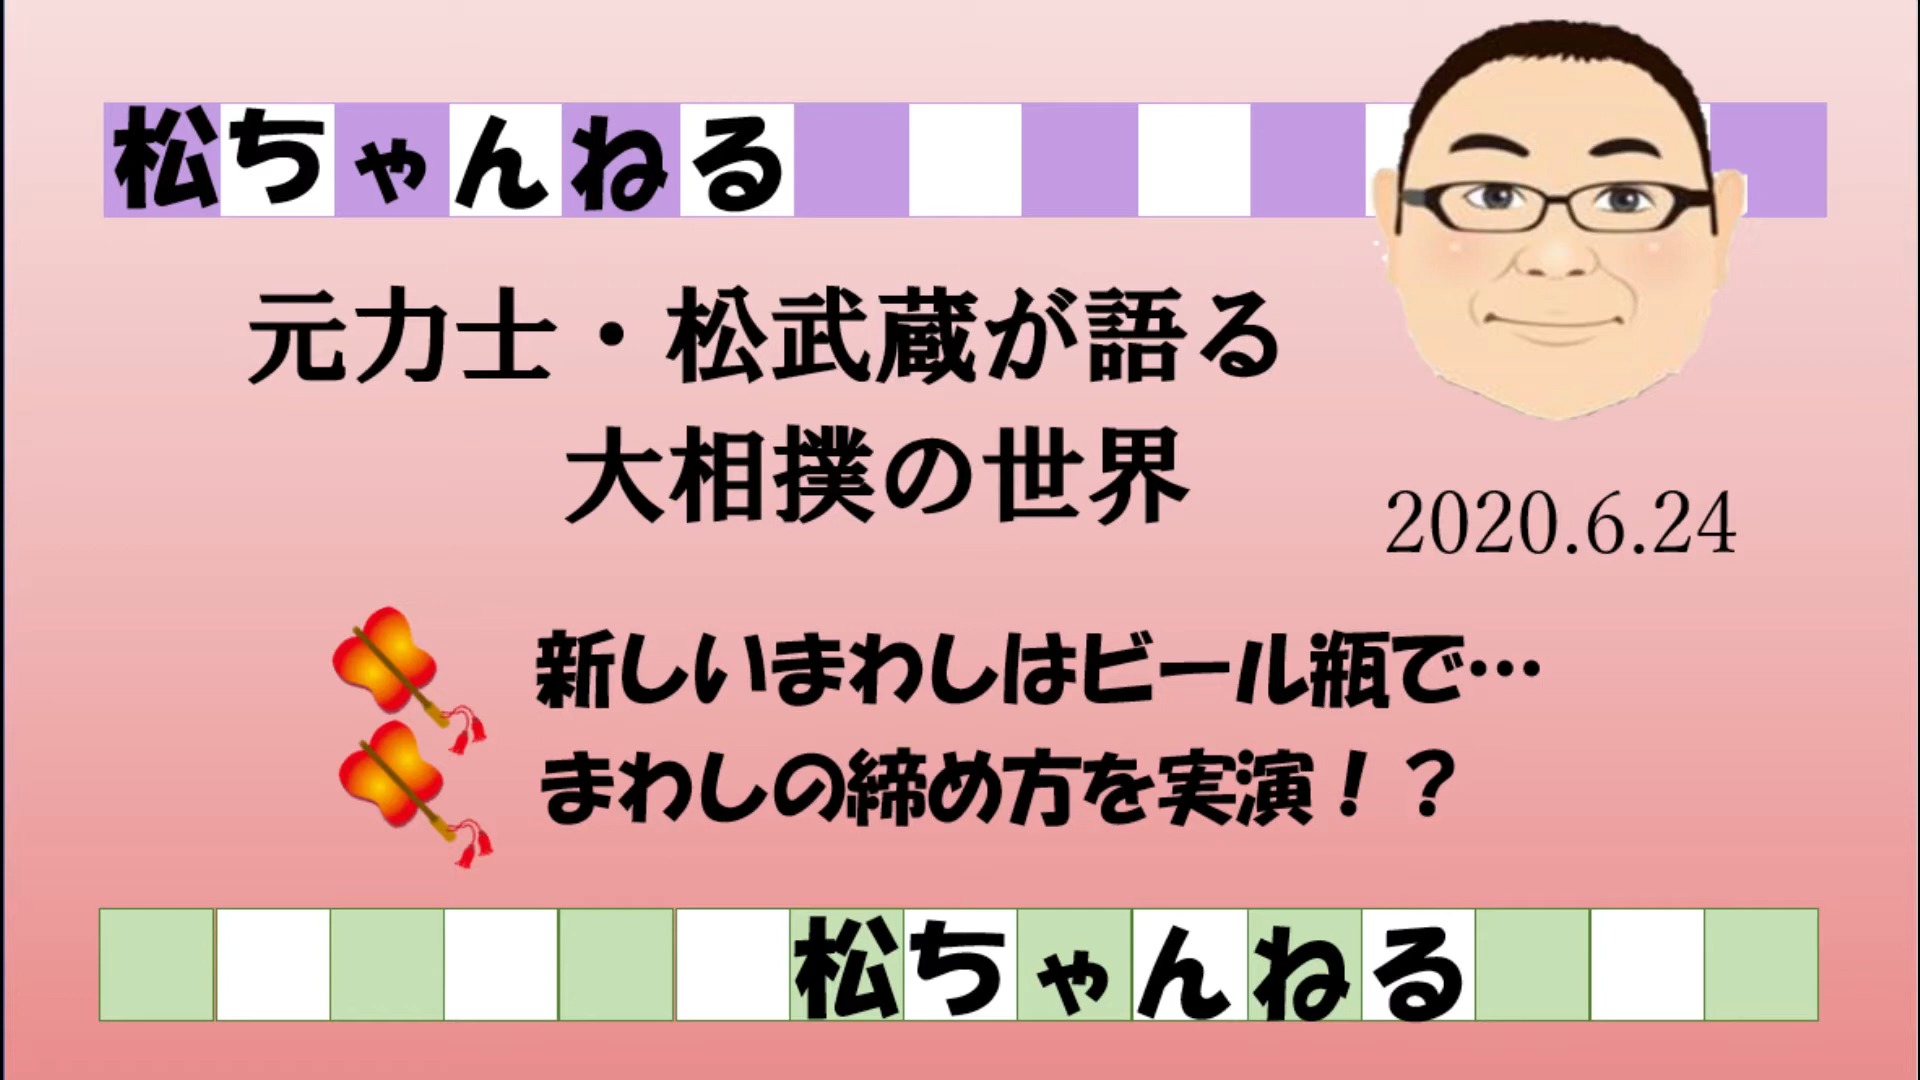 松ちゃんねる
元力士・松武蔵が語る
大相撲の世界
2020.6.24
新しいまわしはビール瓶で…
まわしの締め方を実演！？
松ちゃんねる